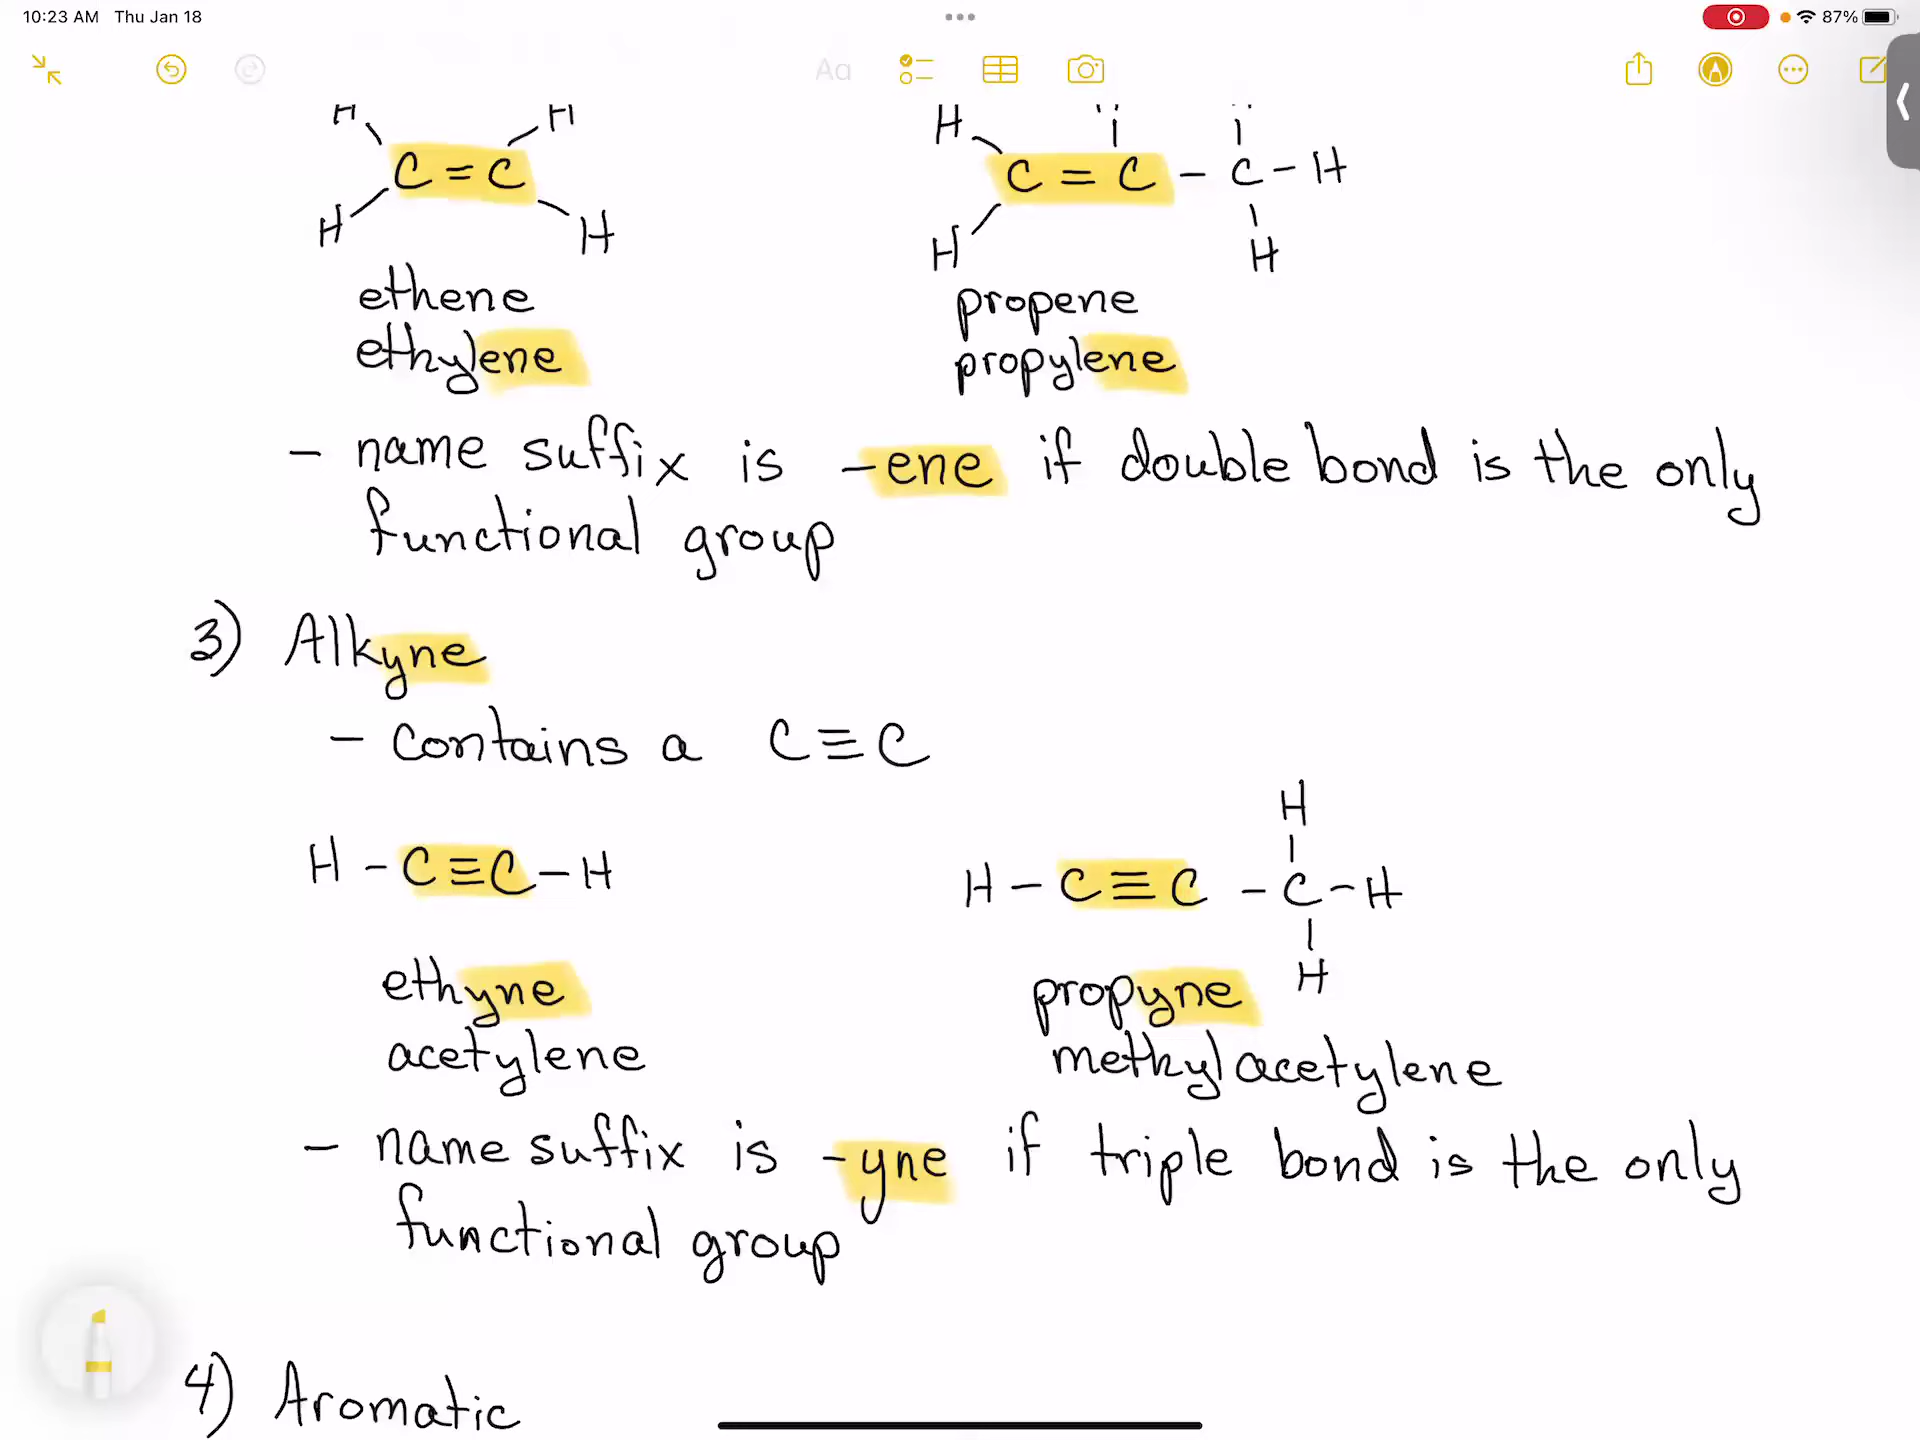 10:23 AM Thu Jan 18
87%
Aa
H H H
C = C C = C - C - H
H H H H
ethene propene
ethylene propylene
- name suffix is -ene if double bond is the only
functional group
3) Alkyne
- contains a C≡C
H
H - C≡C - H H - C≡C - C - H
H
ethyne propyne
acetylene methylacetylene
- name suffix is -yne if triple bond is the only
functional group
4) Aromatic